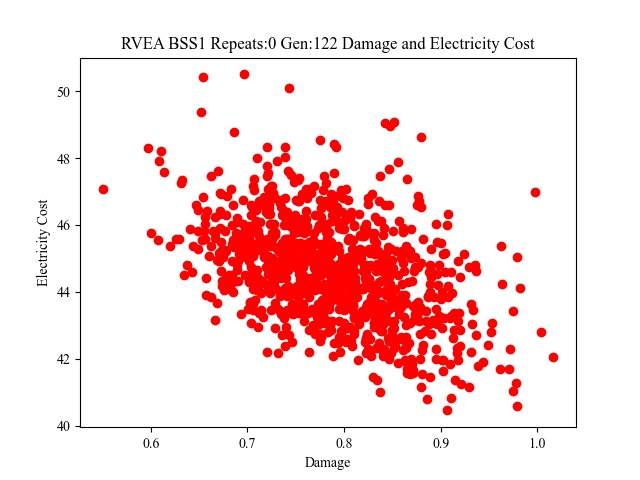 RVEA BSS1 Repeats:0 Gen:122 Damage and Electricity Cost
50
48
46
44
42
40
Electricity Cost
0.6 0.7 0.8 0.9 1.0
Damage